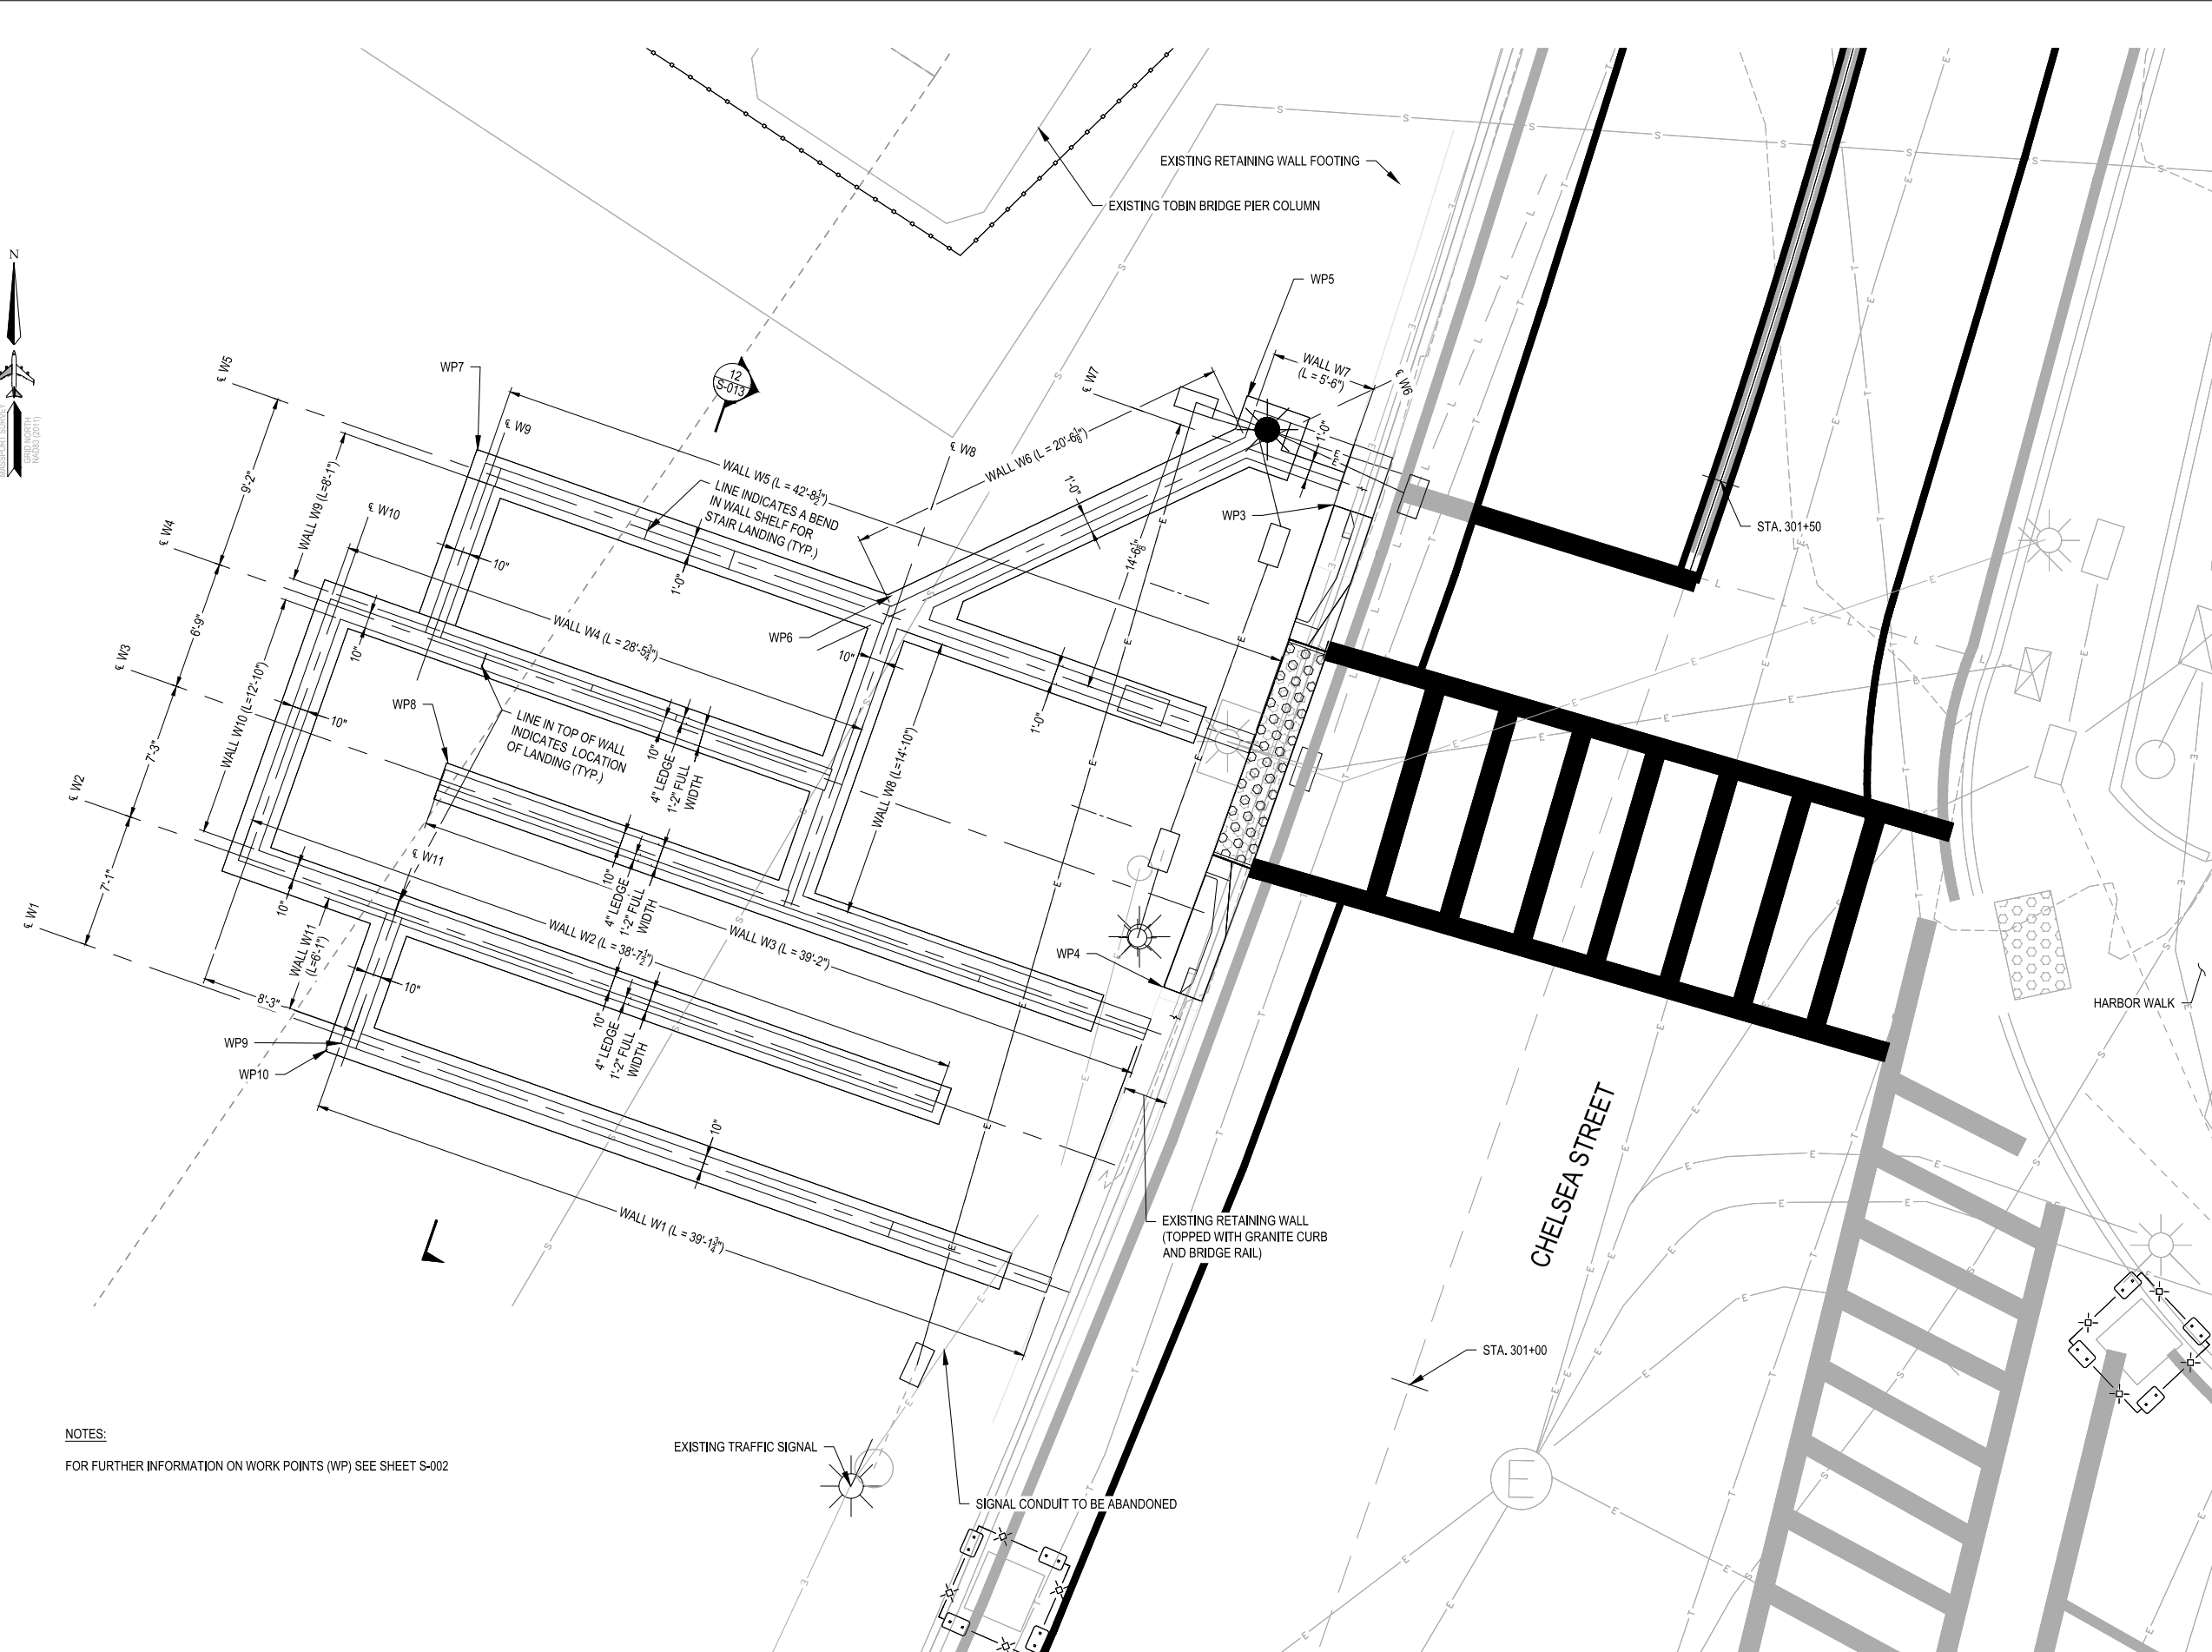 EXISTING RETAINING WALL FOOTING
EXISTING TOBIN BRIDGE PIER COLUMN
N
MASSPORT SURVEY
GRID NORTH
NAD83 (2011)
WP5
WALL W7
(L = 5'-6")
℄ W6
℄ W7
1'-0"
WP7
12
S-013
℄ W5
℄ W9
℄ W8
WALL W6 (L = 20'-6⅛")
WALL W5 (L = 42'-8½")
LINE INDICATES A BEND
IN WALL SHELF FOR
STAIR LANDING (TYP.)
1'-0"
9'-2"
WALL W9 (L=8'-1")
℄ W10
℄ W4
10"
1'-0"
WP3
STA. 301+50
6'-9"
WALL W4 (L = 28'-5¾")
WP6
10"
10"
℄ W3
WALL W10 (L=12'-10")
WP8
10"
LINE IN TOP OF WALL
INDICATES LOCATION
OF LANDING (TYP.)
10"
4" LEDGE
1'-2" FULL
WIDTH
WALL W8 (L=14'-10")
1'-0"
7'-3"
℄ W2
℄ W11
7'-1"
10"
10"
4" LEDGE
1'-2" FULL
WIDTH
℄ W1
WALL W11
(L=6'-1")
WALL W2 (L = 38'-7½")
WALL W3 (L = 39'-2")
WP4
8'-3"
10"
10"
4" LEDGE
1'-2" FULL
WIDTH
HARBOR WALK
WP9
WP10
10"
WALL W1 (L = 39'-1¾")
EXISTING RETAINING WALL
(TOPPED WITH GRANITE CURB
AND BRIDGE RAIL)
CHELSEA STREET
STA. 301+00
E
NOTES:
FOR FURTHER INFORMATION ON WORK POINTS (WP) SEE SHEET S-002
EXISTING TRAFFIC SIGNAL
SIGNAL CONDUIT TO BE ABANDONED